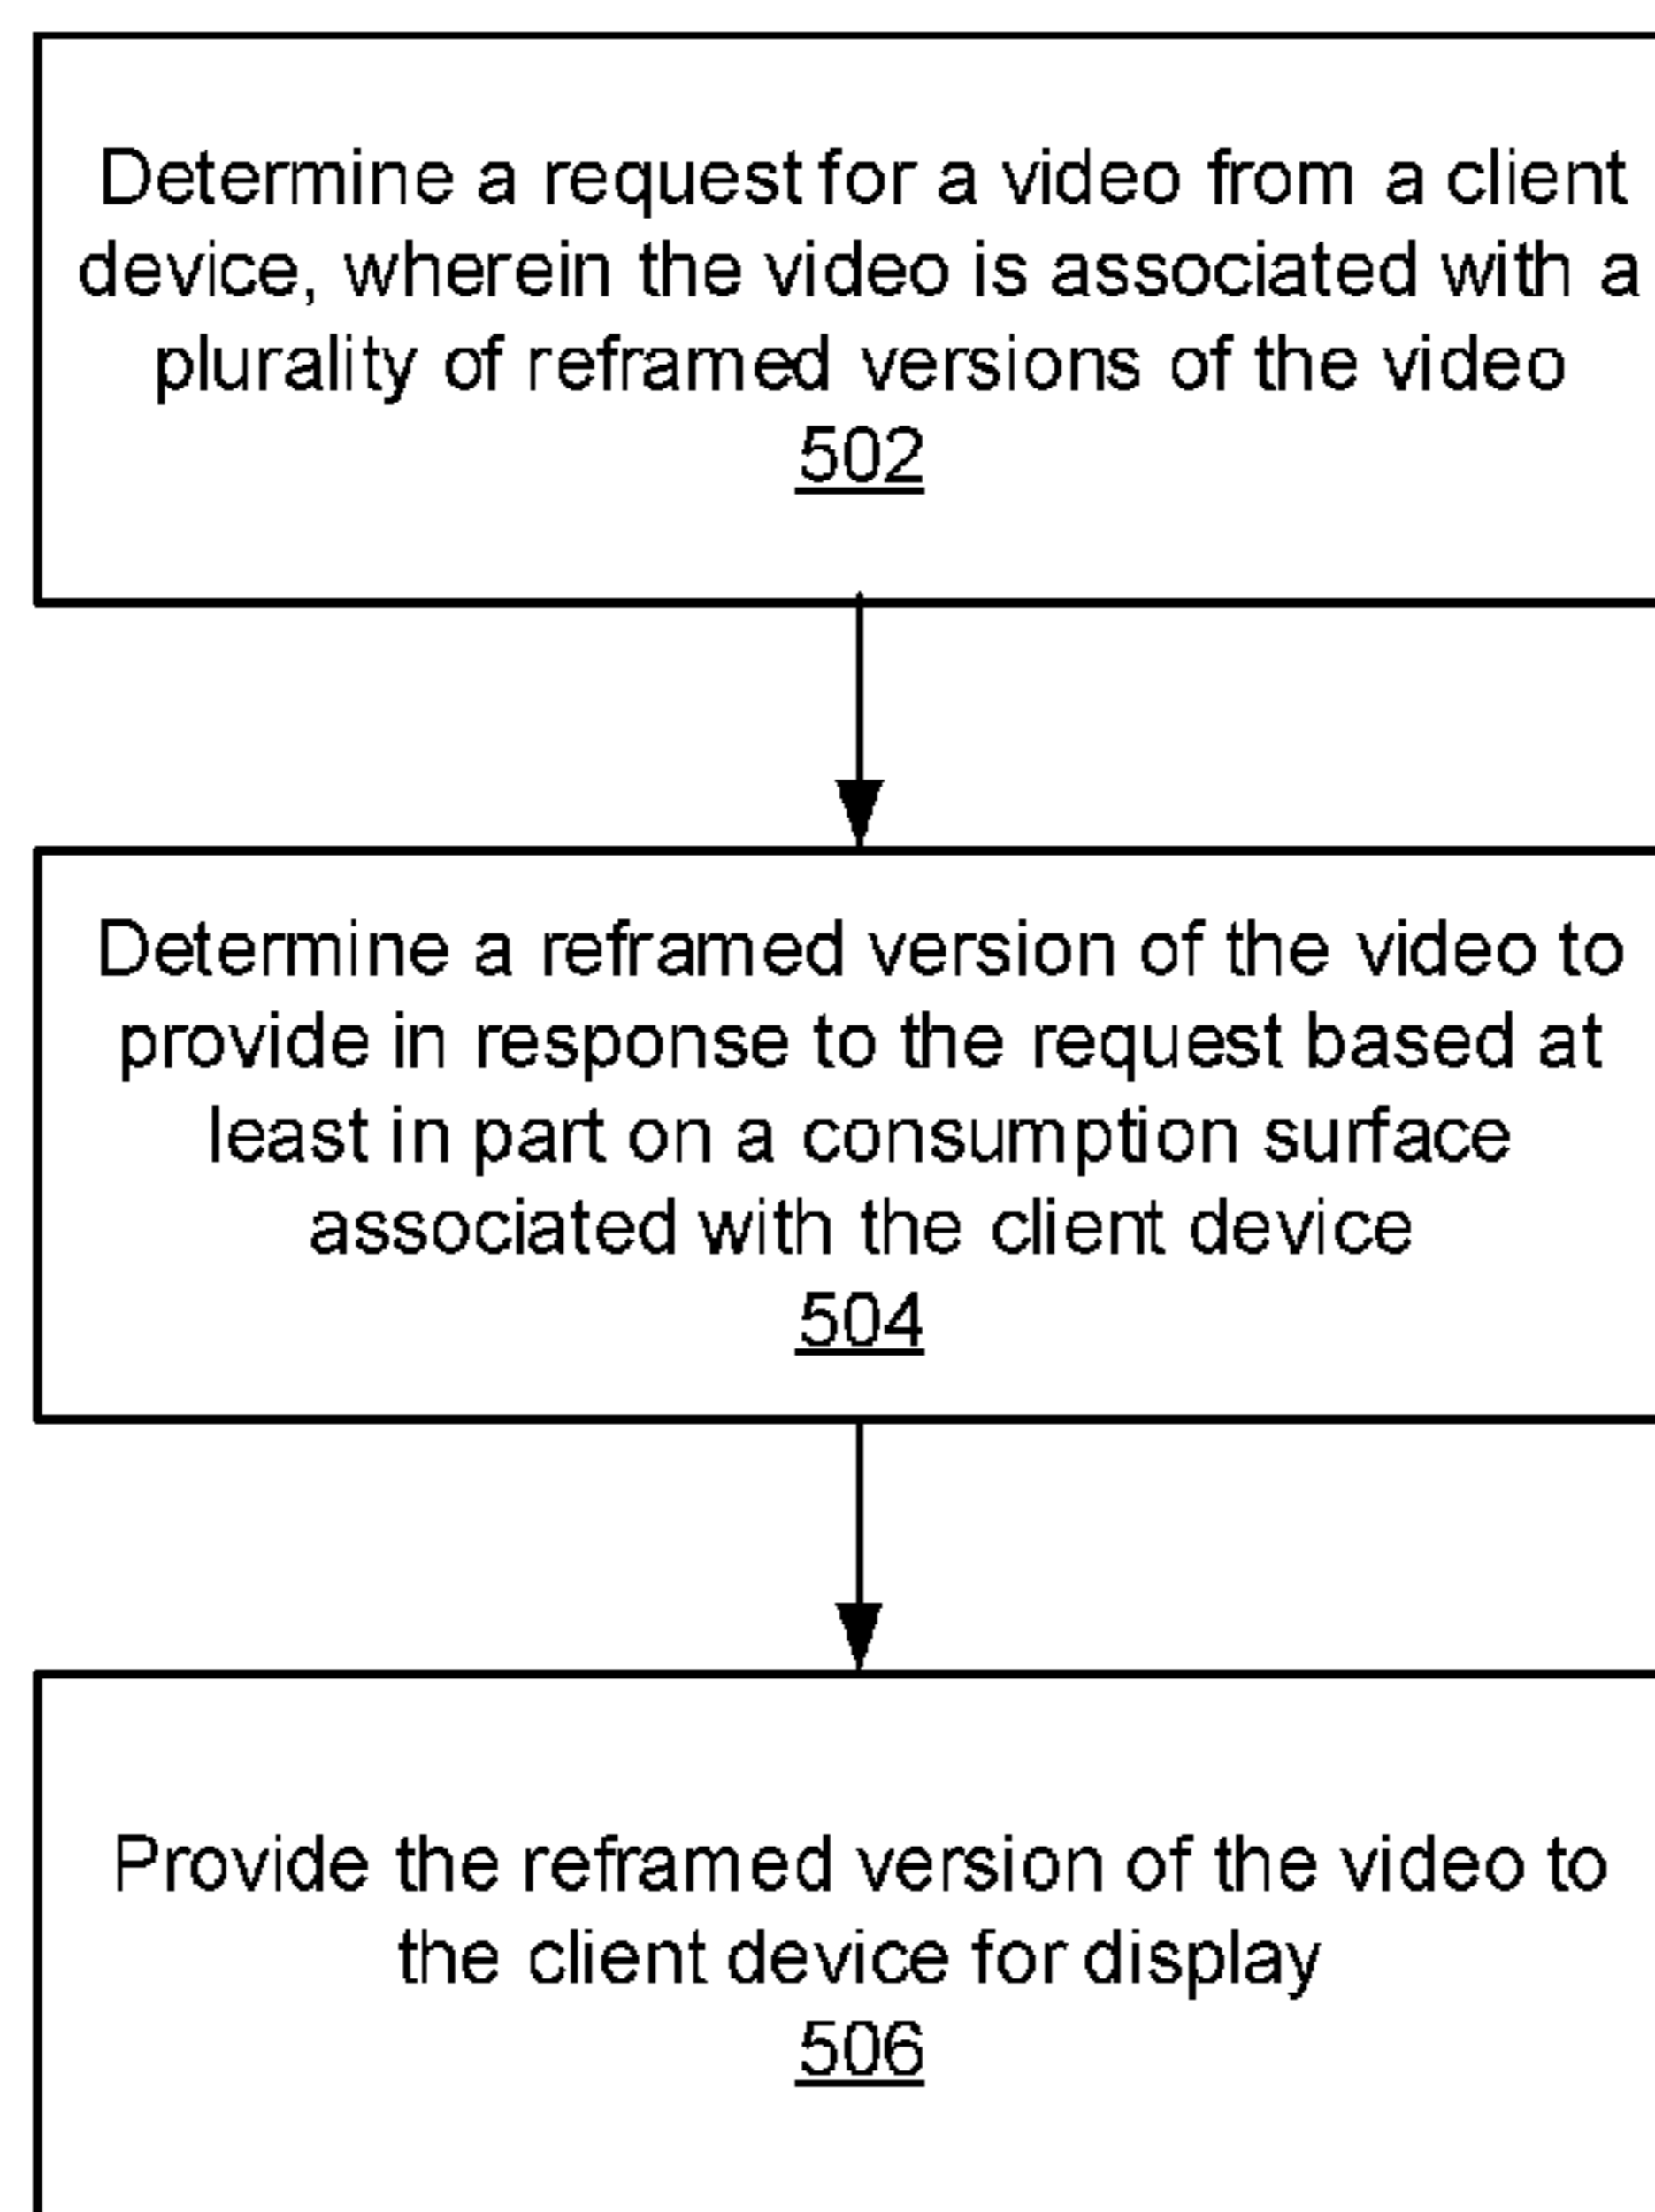 Determine a request for a video from a client
device, wherein the video is associated with a
plurality of reframed versions of the video
502
Determine a reframed version of the video to
provide in response to the request based at
least in part on a consumption surface
associated with the client device
504
Provide the reframed version of the video to
the client device for display
506